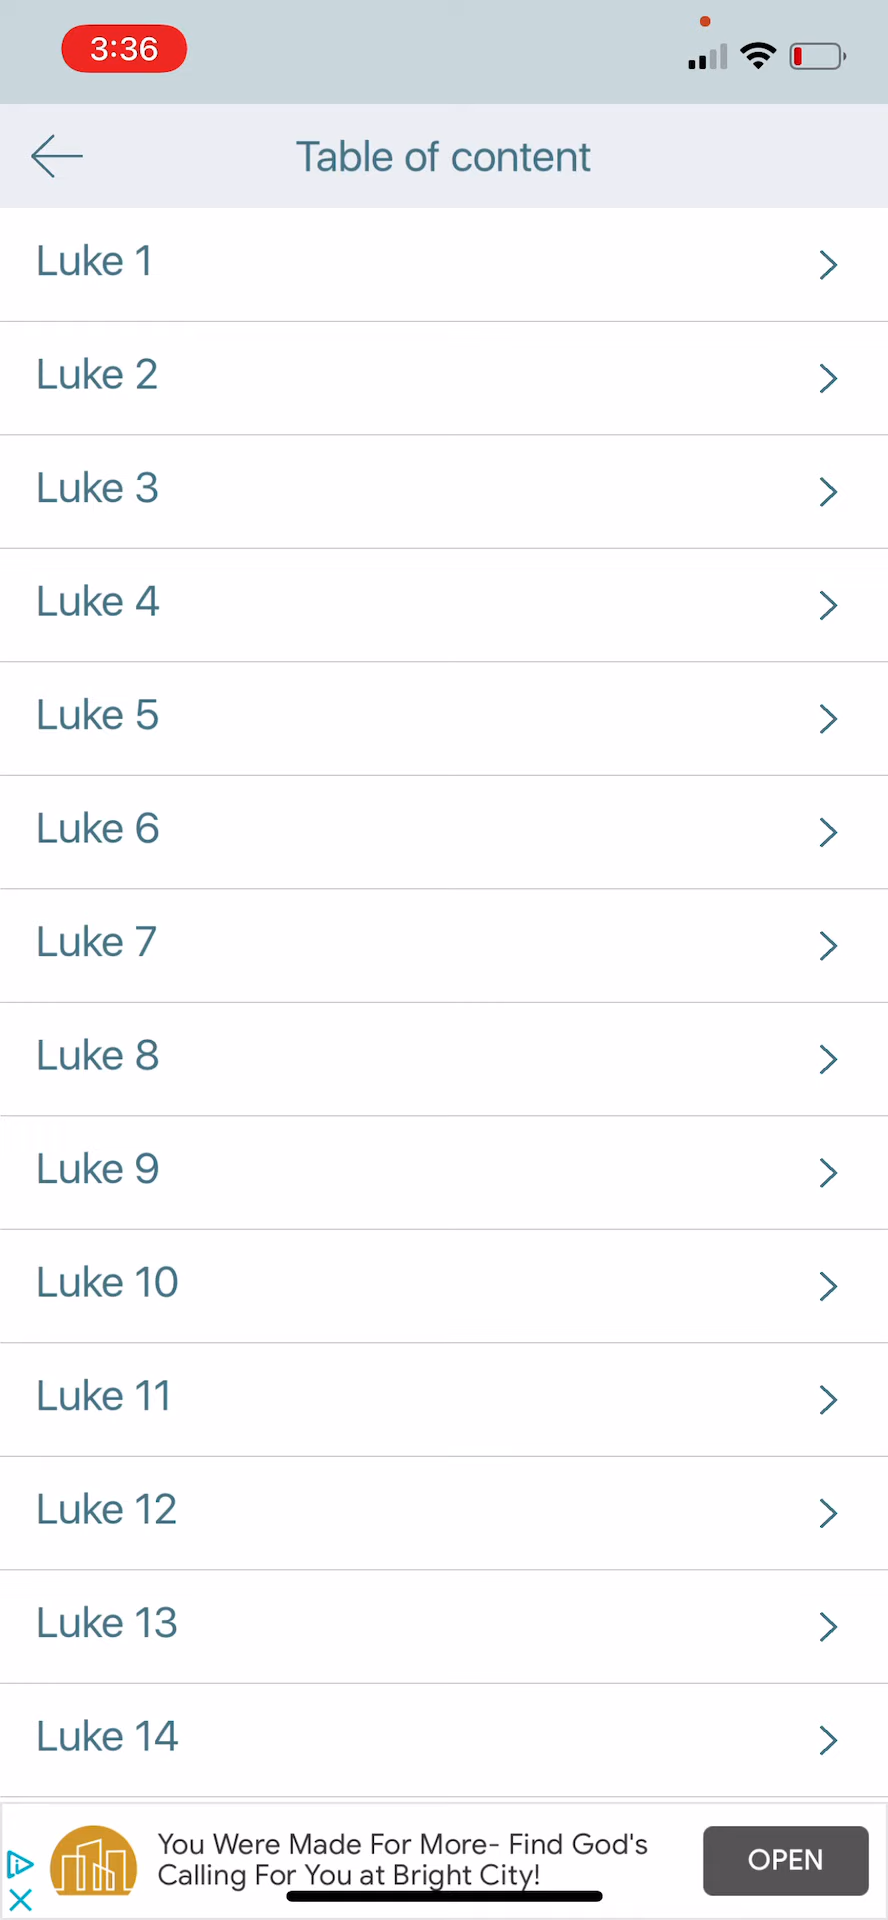 3:36
Table of content
Luke 1
Luke 2
Luke 3
Luke 4
Luke 5
Luke 6
Luke 7
Luke 8
Luke 9
Luke 10
Luke 11
Luke 12
Luke 13
Luke 14
You Were Made For More- Find God's
Calling For You at Bright City!
OPEN